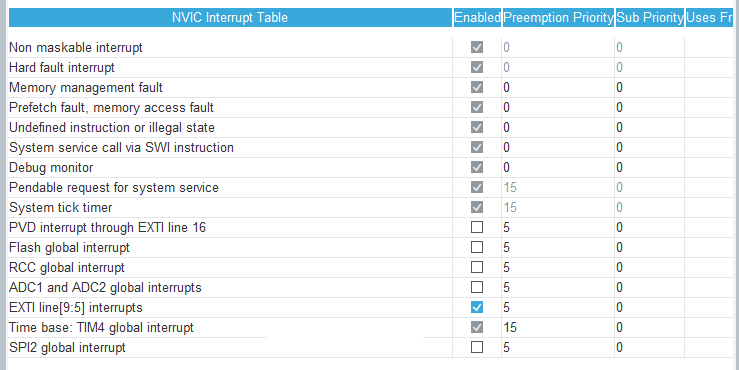 NVIC Interrupt Table Enabled Preemption Priority Sub Priority Uses Fr
Non maskable interrupt 0 0
Hard fault interrupt 0 0
Memory management fault 0 0
Prefetch fault, memory access fault 0 0
Undefined instruction or illegal state 0 0
System service call via SWI instruction 0 0
Debug monitor 0 0
Pendable request for system service 15 0
System tick timer 15 0
PVD interrupt through EXTI line 16 5 0
Flash global interrupt 5 0
RCC global interrupt 5 0
ADC1 and ADC2 global interrupts 5 0
EXTI line[9:5] interrupts 5 0
Time base: TIM4 global interrupt 15 0
SPI2 global interrupt 5 0